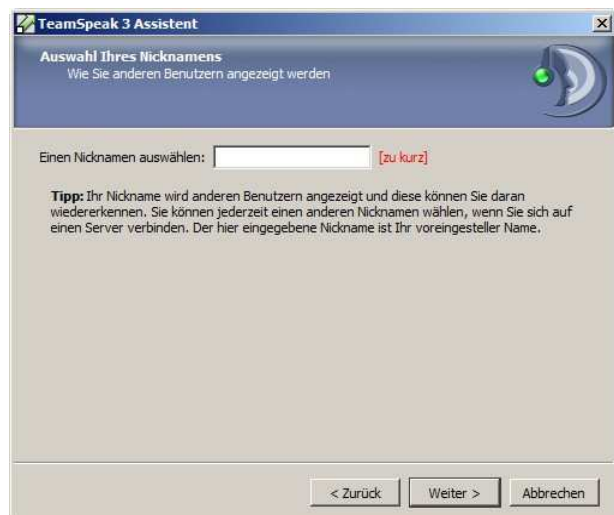 TeamSpeak 3 Assistent
Auswahl Ihres Nicknamens
Wie Sie anderen Benutzern angezeigt werden
Einen Nicknamen auswählen: [zu kurz]
Tipp: Ihr Nickname wird anderen Benutzern angezeigt und diese können Sie daran
wiedererkennen. Sie können jederzeit einen anderen Nicknamen wählen, wenn Sie sich auf
einen Server verbinden. Der hier eingegebene Nickname ist Ihr voreingesteller Name.
< Zurück Weiter > Abbrechen